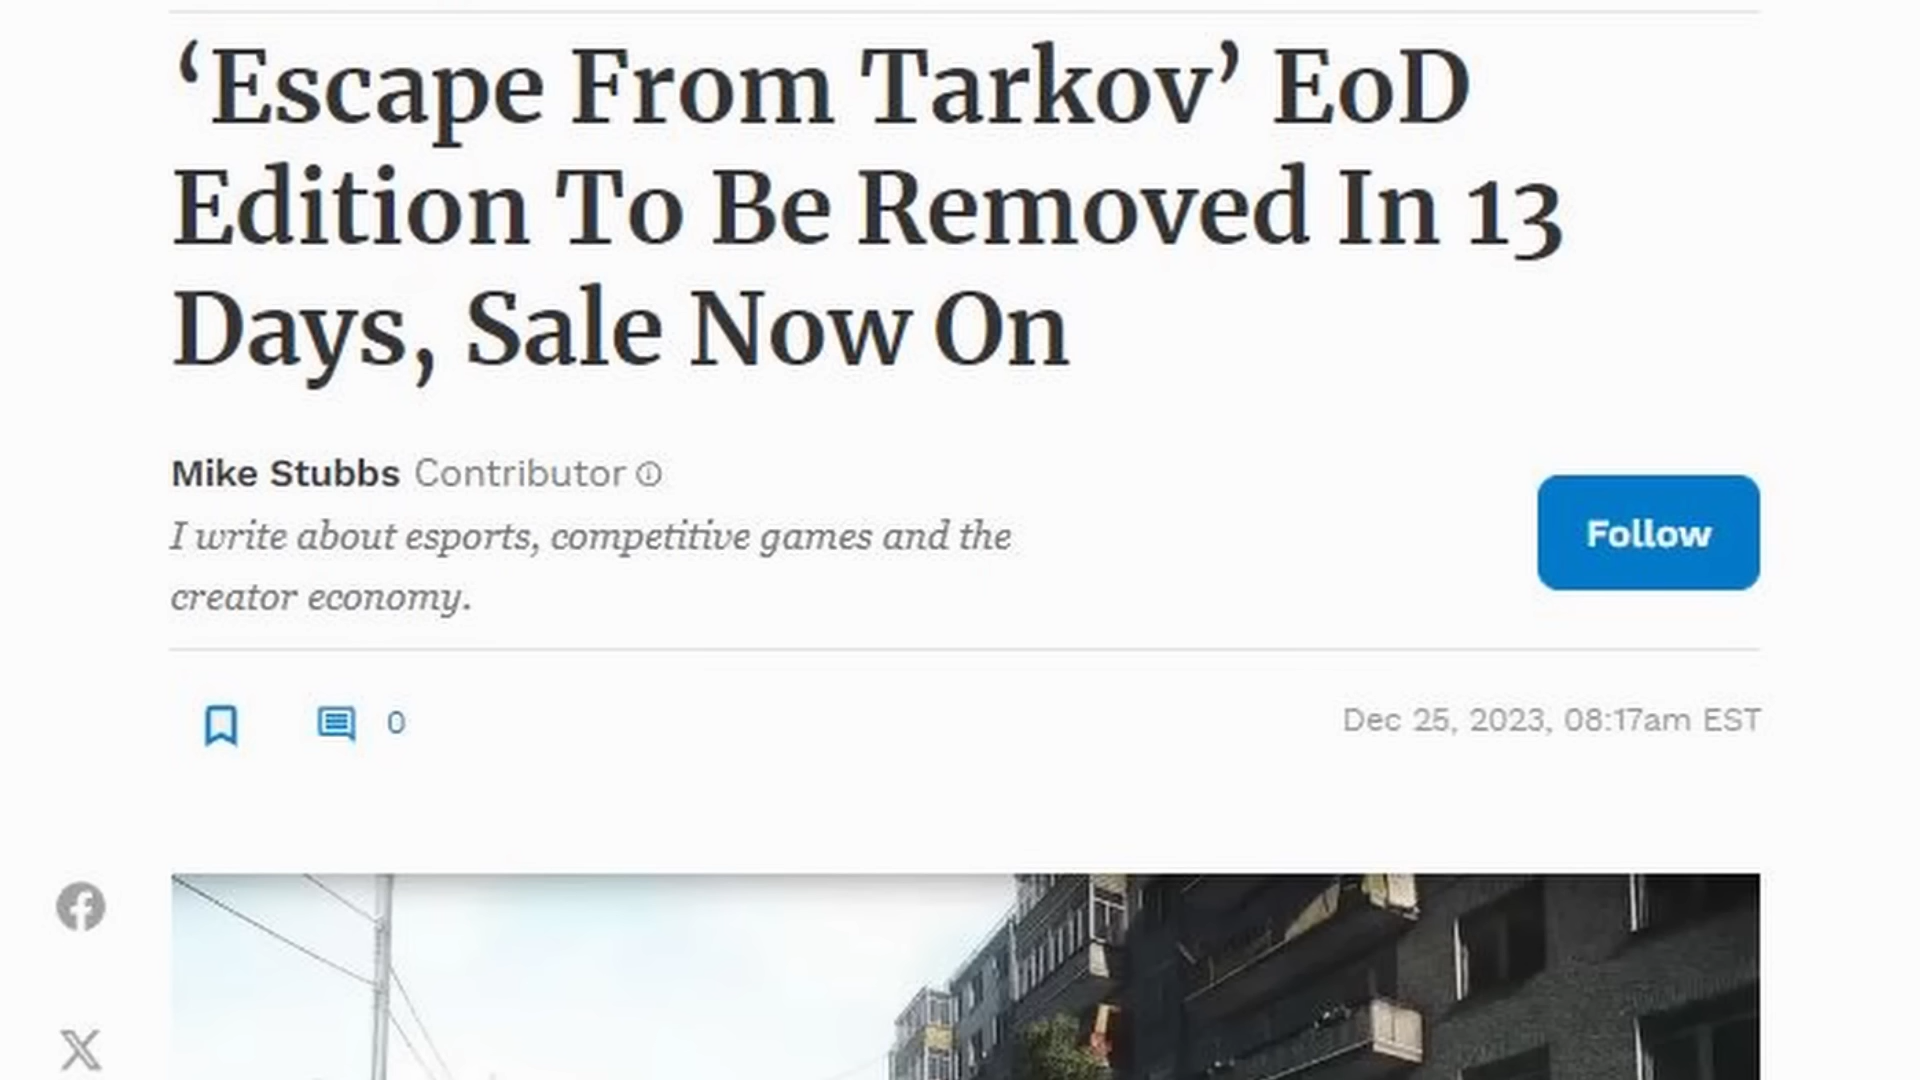 ‘Escape From Tarkov’ EoD
Edition To Be Removed In 13
Days, Sale Now On
Mike Stubbs Contributor
I write about esports, competitive games and the
creator economy.
Follow
0
Dec 25, 2023, 08:17am EST